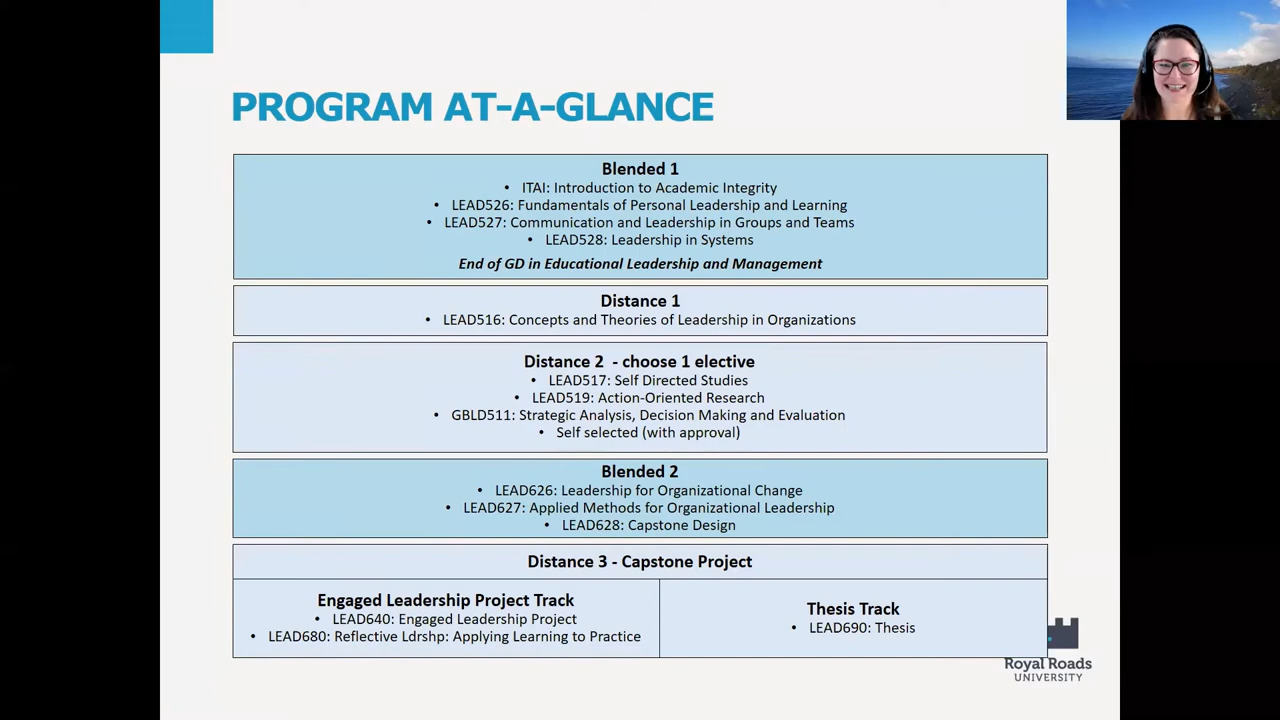 PROGRAM AT-A-GLANCE
Blended 1
• ITAI: Introduction to Academic Integrity
• LEAD526: Fundamentals of Personal Leadership and Learning
• LEAD527: Communication and Leadership in Groups and Teams
• LEAD528: Leadership in Systems
End of GD in Educational Leadership and Management
Distance 1
• LEAD516: Concepts and Theories of Leadership in Organizations
Distance 2 - choose 1 elective
• LEAD517: Self Directed Studies
• LEAD519: Action-Oriented Research
• GBLD511: Strategic Analysis, Decision Making and Evaluation
• Self selected (with approval)
Blended 2
• LEAD626: Leadership for Organizational Change
• LEAD627: Applied Methods for Organizational Leadership
• LEAD628: Capstone Design
Distance 3 - Capstone Project
Engaged Leadership Project Track
• LEAD640: Engaged Leadership Project
• LEAD680: Reflective Ldrshp: Applying Learning to Practice
Thesis Track
• LEAD690: Thesis
Royal Roads
UNIVERSITY